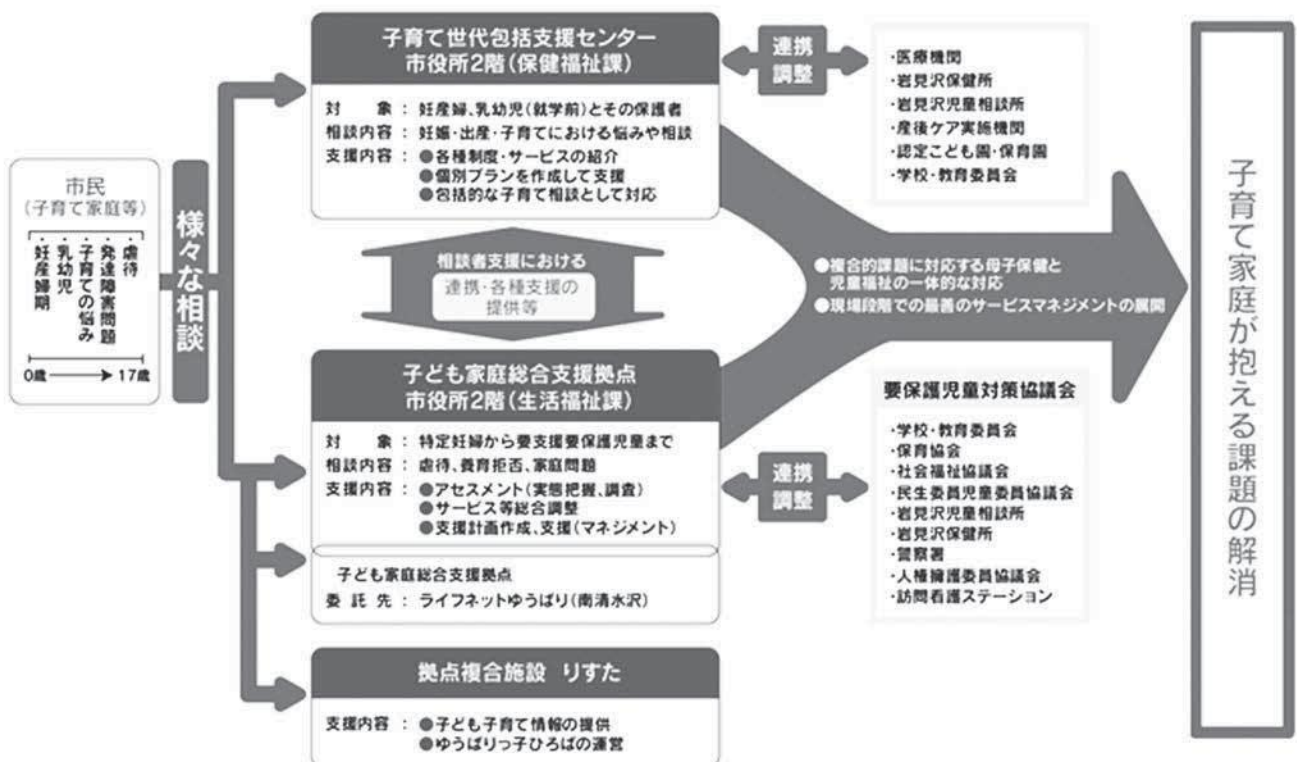 市民
(子育て家庭等)
・妊産婦期
・乳幼児
・子育ての悩み
・発達障害問題
・虐待
0歳
17歳
様々な相談
子育て世代包括支援センター
市役所2階(保健福祉課)
対　象：妊産婦、乳幼児(就学前)とその保護者
相談内容：妊娠・出産・子育てにおける悩みや相談
支援内容：●各種制度・サービスの紹介
●個別プランを作成して支援
●包括的な子育て相談として対応
連携
調整
・医療機関
・岩見沢保健所
・岩見沢児童相談所
・産後ケア実施機関
・認定こども園・保育園
・学校・教育委員会
相談者支援における
連携・各種支援の
提供等
●複合的課題に対応する母子保健と
児童福祉の一体的な対応
●現場段階での最善のサービスマネジメントの展開
子ども家庭総合支援拠点
市役所2階(生活福祉課)
対　象：特定妊婦から要支援要保護児童まで
相談内容：虐待、養育拒否、家庭問題
支援内容：●アセスメント(実態把握、調査)
●サービス等総合調整
●支援計画作成、支援(マネジメント)
子ども家庭総合支援拠点
委託先：ライフネットゆうばり(南清水沢)
連携
調整
要保護児童対策協議会
・学校・教育委員会
・保育協会
・社会福祉協議会
・民生委員児童委員協議会
・岩見沢児童相談所
・岩見沢保健所
・警察署
・人権擁護委員協議会
・訪問看護ステーション
拠点複合施設 りすた
支援内容：●子ども子育て情報の提供
●ゆうばりっ子ひろばの運営
子育て家庭が抱える課題の解消